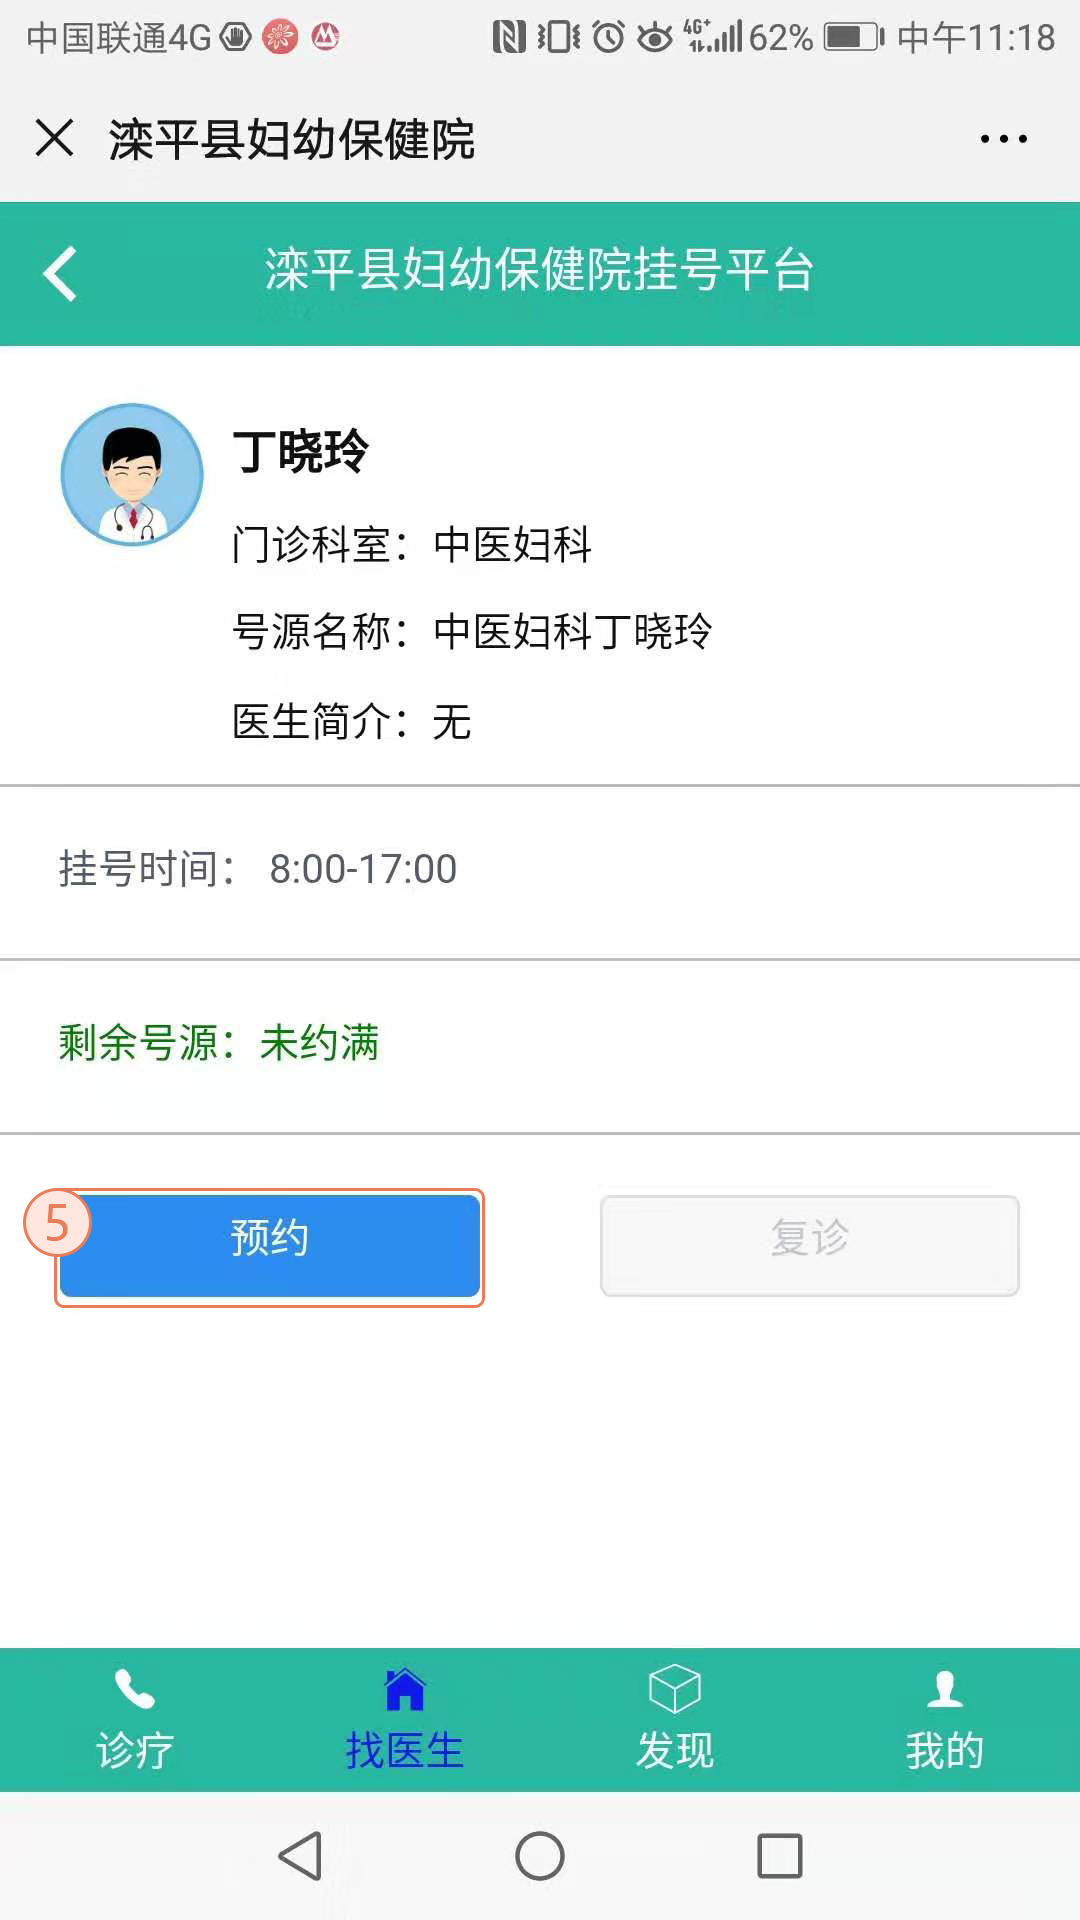 中国联通4G 62% 中午11:18
滦平县妇幼保健院
滦平县妇幼保健院挂号平台
丁晓玲
门诊科室：中医妇科
号源名称：中医妇科丁晓玲
医生简介：无
挂号时间： 8:00-17:00
剩余号源：未约满
5 预约 复诊
诊疗 找医生 发现 我的